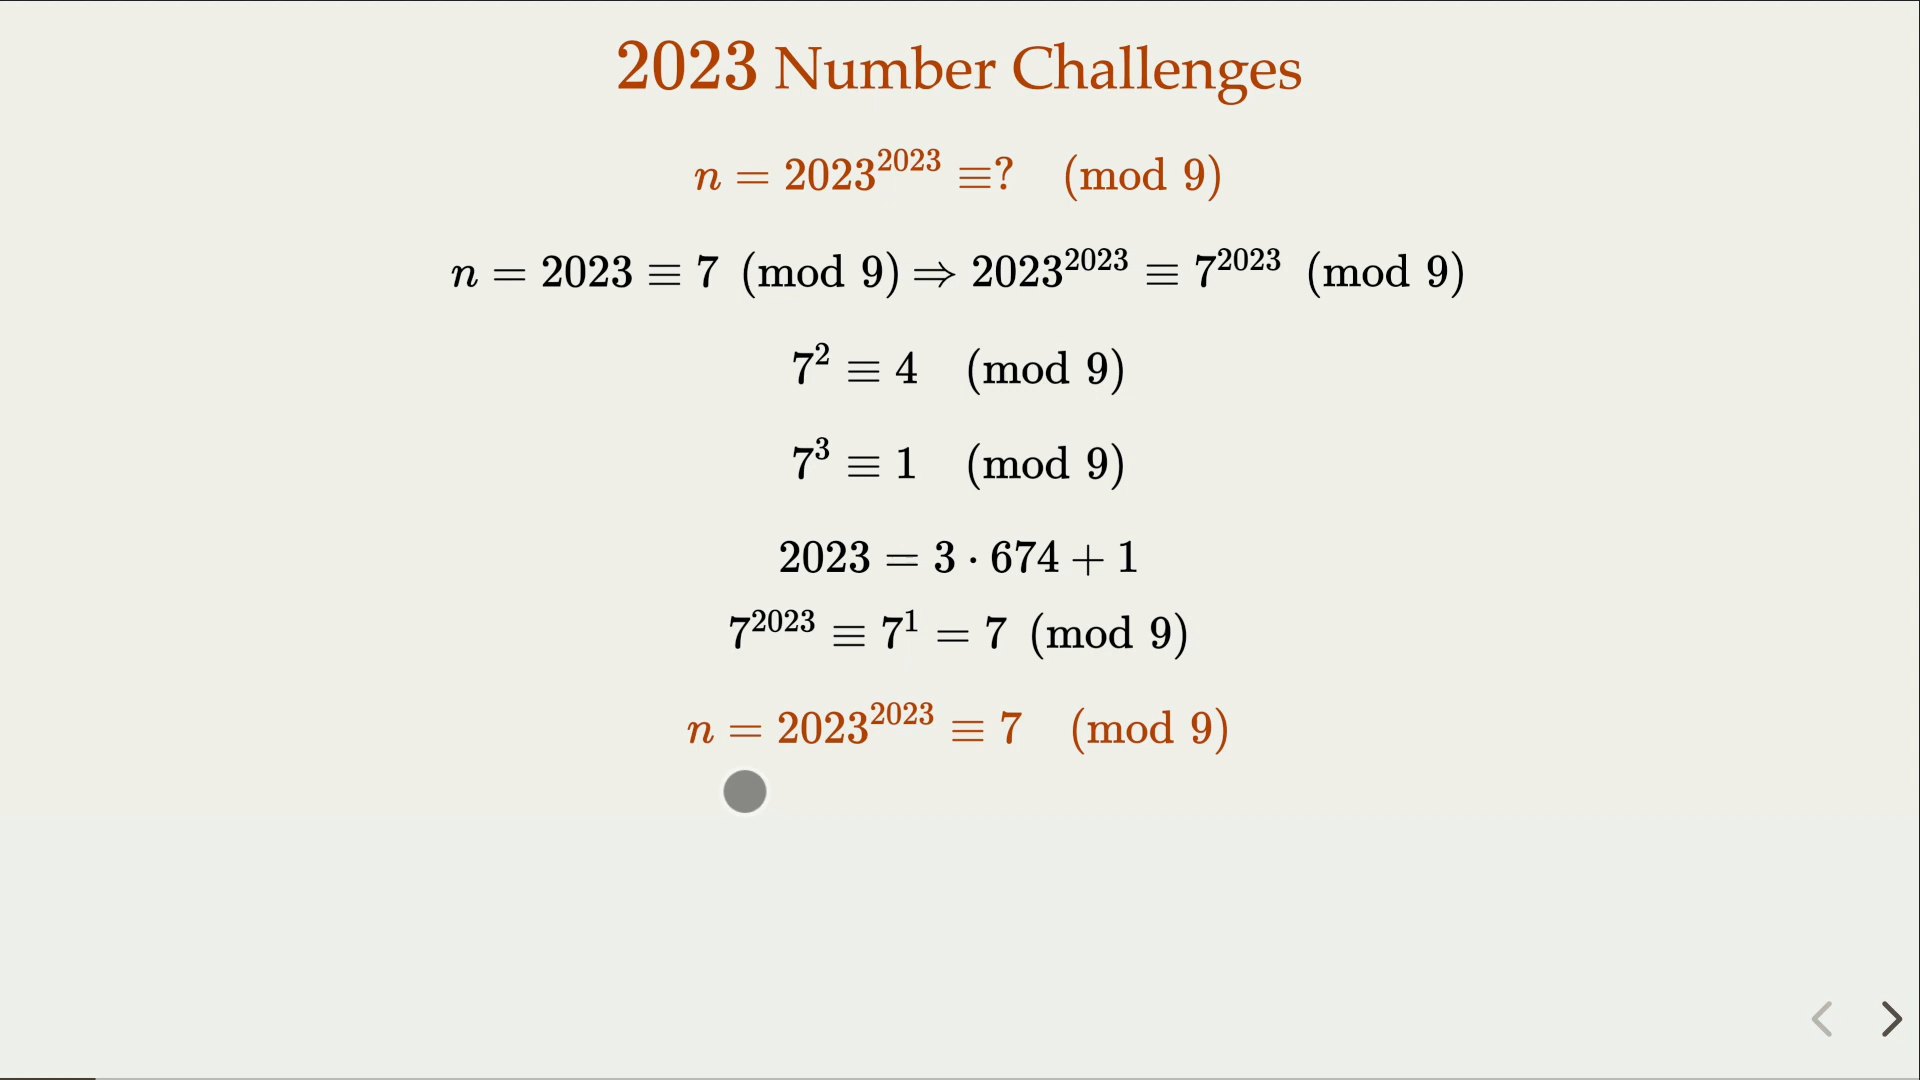 2023 Number Challenges
n = 2023^2023 ≡? (mod 9)
n = 2023 ≡ 7 (mod 9) ⇒ 2023^2023 ≡ 7^2023 (mod 9)
7^2 ≡ 4 (mod 9)
7^3 ≡ 1 (mod 9)
2023 = 3 · 674 + 1
7^2023 ≡ 7^1 = 7 (mod 9)
n = 2023^2023 ≡ 7 (mod 9)